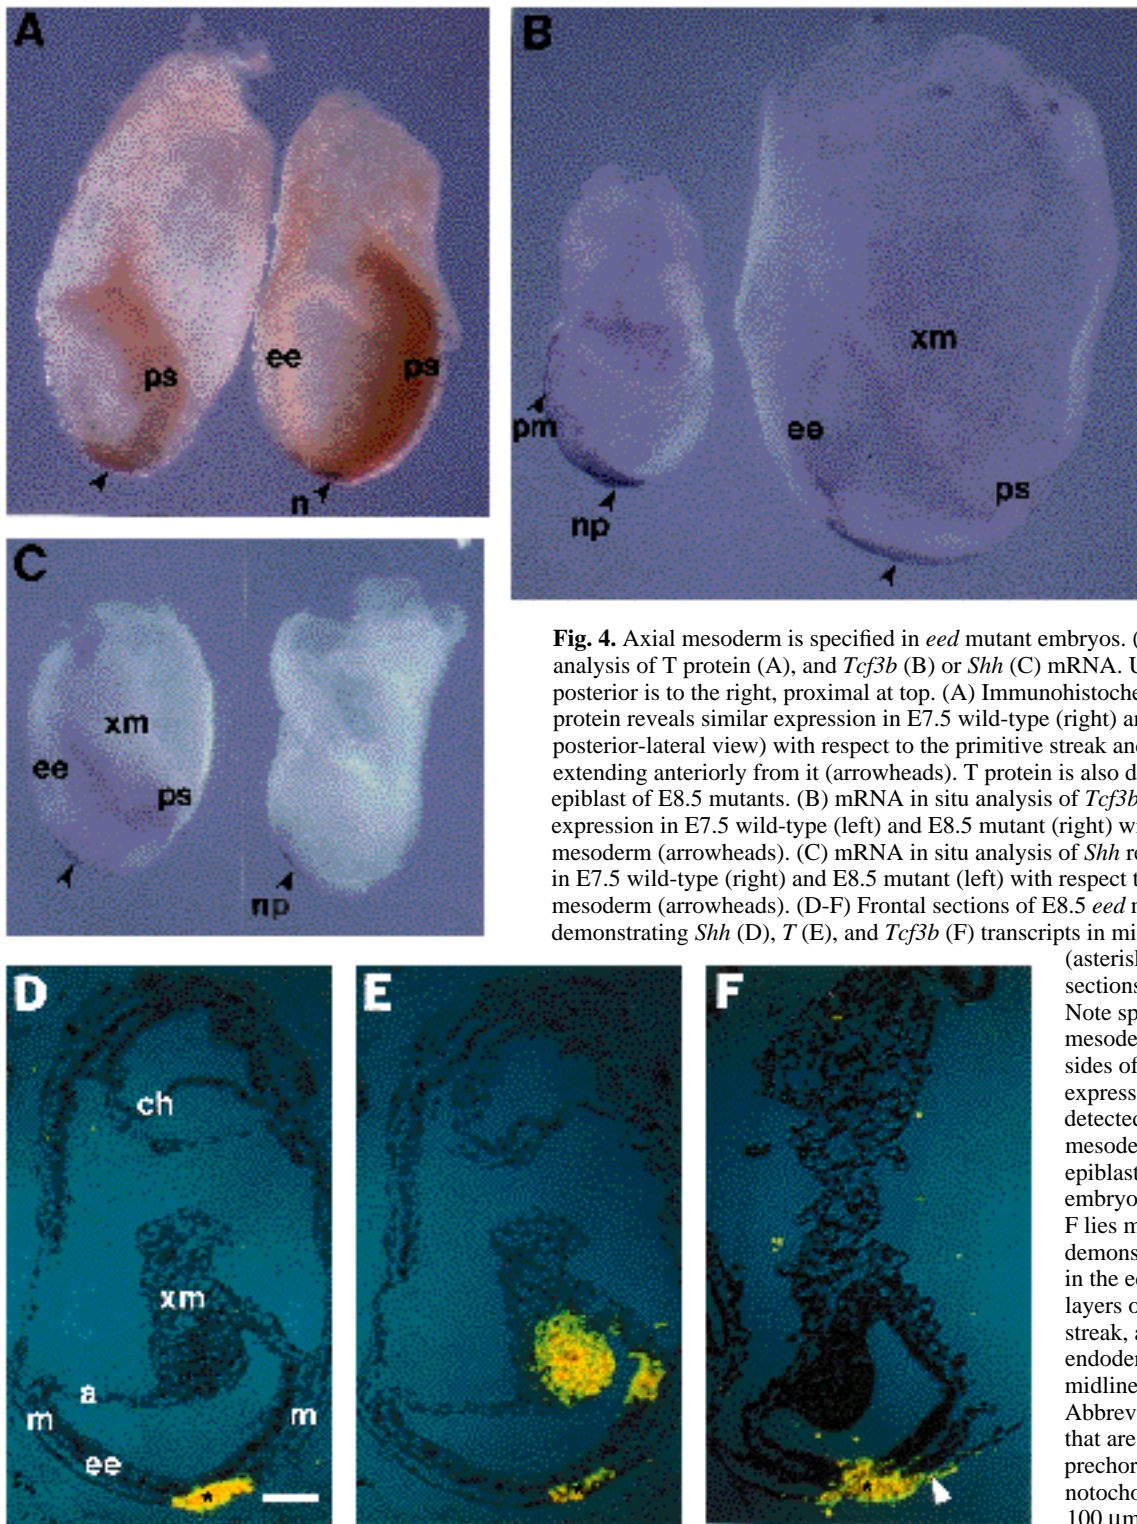 A
ps
ee
ps
n
B
xm
pm
ee
np
ps
C
xm
ee
ps
np
Fig. 4. Axial mesoderm is specified in eed mutant embryos. (
analysis of T protein (A), and Tcf3b (B) or Shh (C) mRNA. U
posterior is to the right, proximal at top. (A) Immunohistoche
protein reveals similar expression in E7.5 wild-type (right) a
posterior-lateral view) with respect to the primitive streak and
extending anteriorly from it (arrowheads). T protein is also d
epiblast of E8.5 mutants. (B) mRNA in situ analysis of Tcf3b
expression in E7.5 wild-type (left) and E8.5 mutant (right) wi
mesoderm (arrowheads). (C) mRNA in situ analysis of Shh re
in E7.5 wild-type (right) and E8.5 mutant (left) with respect t
mesoderm (arrowheads). (D-F) Frontal sections of E8.5 eed m
demonstrating Shh (D), T (E), and Tcf3b (F) transcripts in mi
(asteris
sections
Note sp
mesode
sides of
express
detected
mesode
epiblast
embryo
F lies m
demons
in the e
layers o
streak, a
endoder
midline
Abbrev
that are
prechor
notocho
100 µm
D
ch
xm
a
m
m
ee
*
E
*
F
*